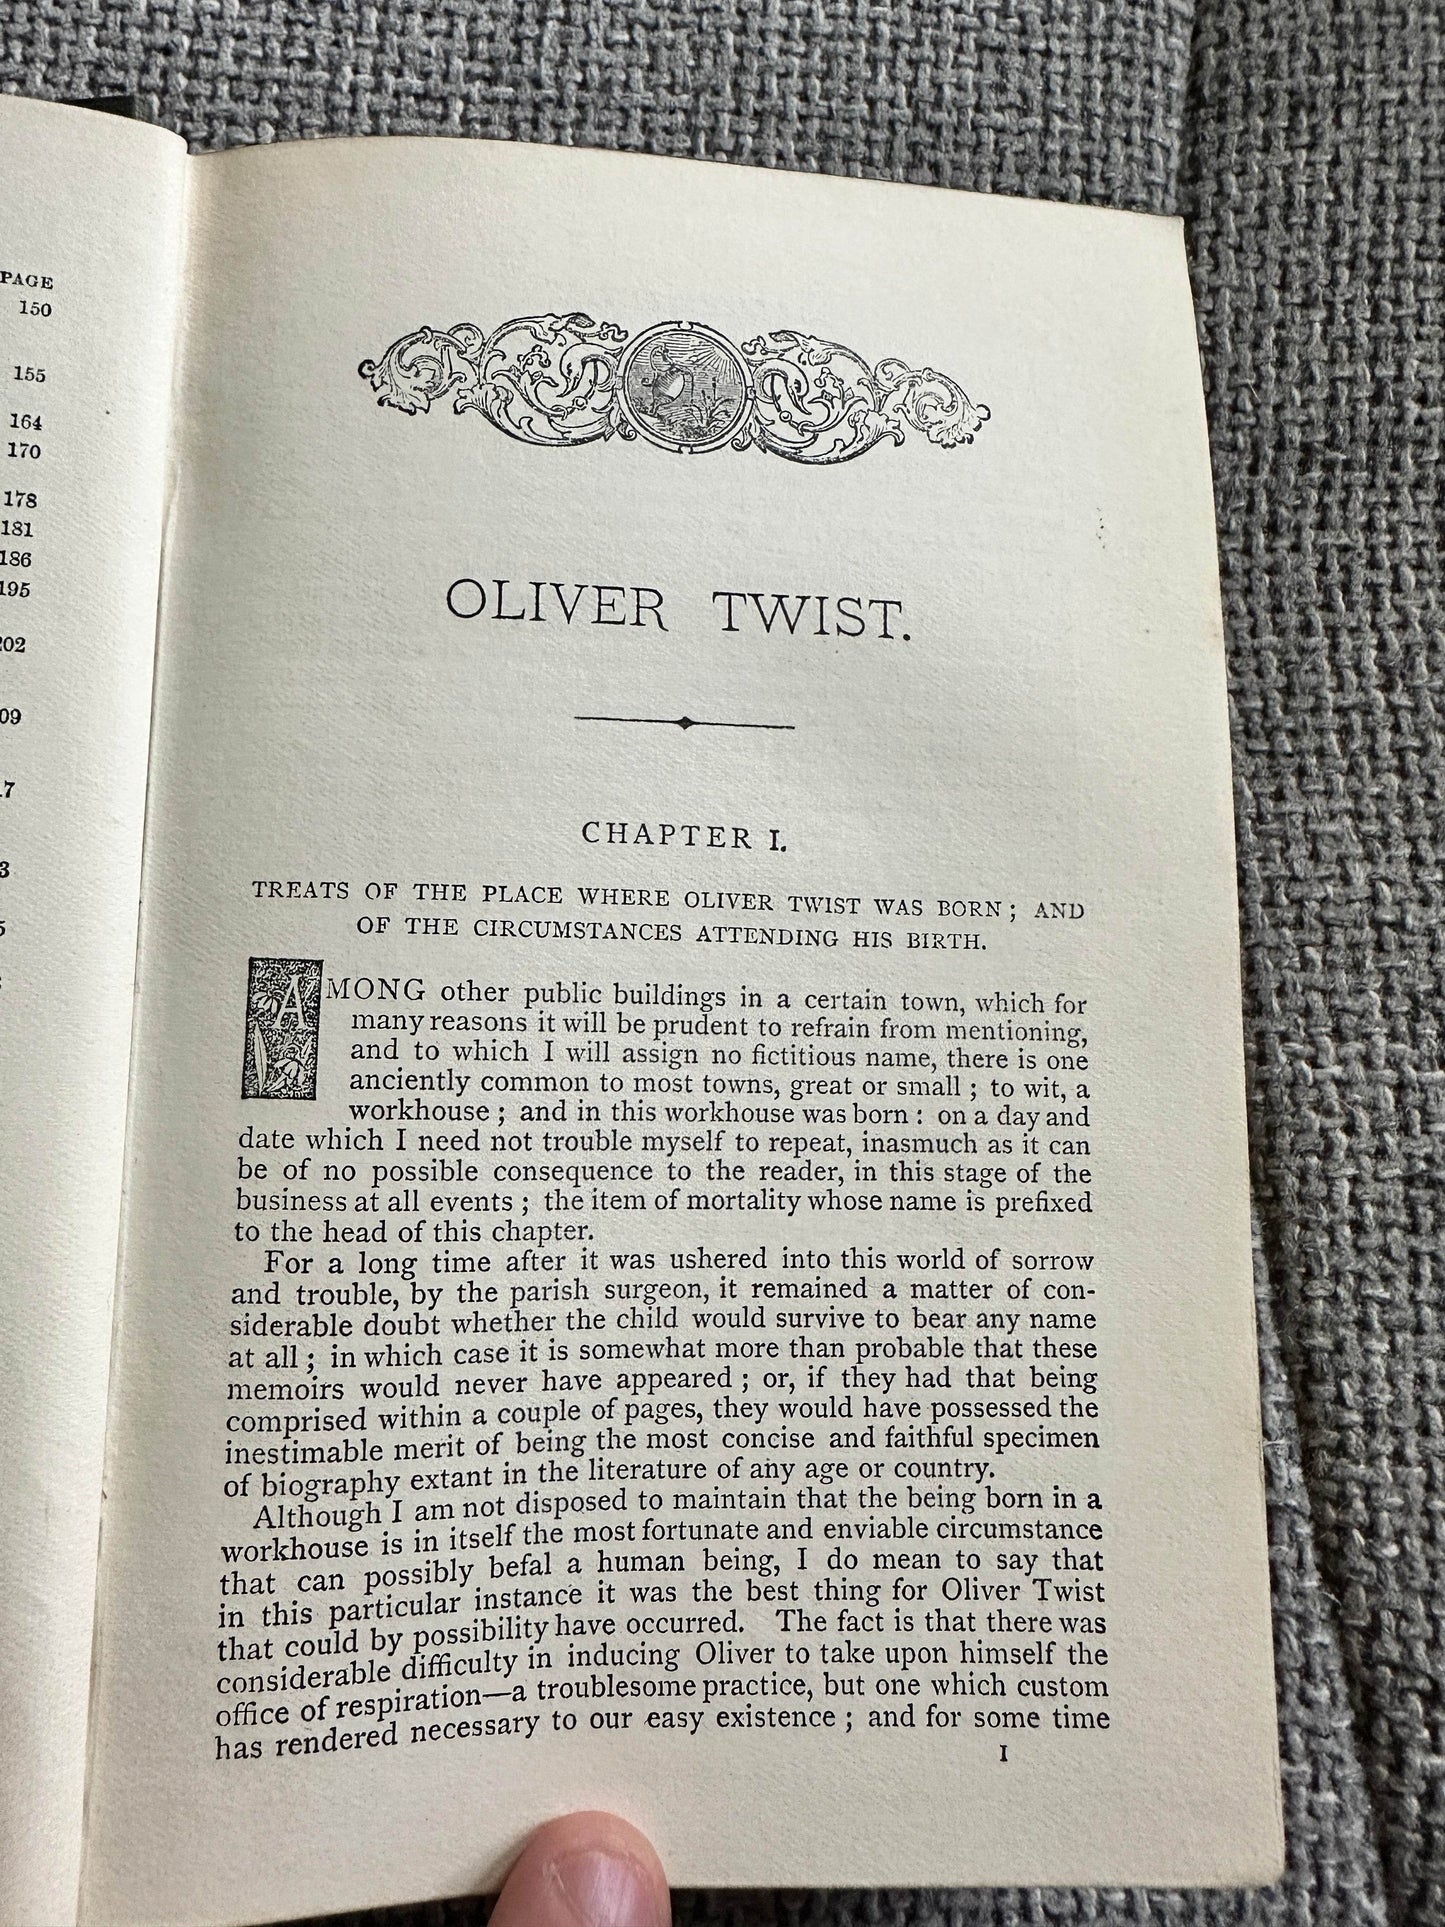 PAGE
150
155
164
170
178
181
186
195
OLIVER TWIST.
CHAPTER I.
TREATS OF THE PLACE WHERE OLIVER TWIST WAS BORN; AND
OF THE CIRCUMSTANCES ATTENDING HIS BIRTH.
AMONG other public buildings in a certain town, which for
many reasons it will be prudent to refrain from mentioning,
and to which I will assign no fictitious name, there is one
anciently common to most towns, great or small; to wit, a
workhouse; and in this workhouse was born: on a day and
date which I need not trouble myself to repeat, inasmuch as it can
be of no possible consequence to the reader, in this stage of the
business at all events; the item of mortality whose name is prefixed
to the head of this chapter.
For a long time after it was ushered into this world of sorrow
and trouble, by the parish surgeon, it remained a matter of con-
siderable doubt whether the child would survive to bear any name
at all; in which case it is somewhat more than probable that these
memoirs would never have appeared; or, if they had that being
comprised within a couple of pages, they would have possessed the
inestimable merit of being the most concise and faithful specimen
of biography extant in the literature of any age or country.
Although I am not disposed to maintain that the being born in a
workhouse is in itself the most fortunate and enviable circumstance
that can possibly befal a human being, I do mean to say that
in this particular instance it was the best thing for Oliver Twist
that could by possibility have occurred. The fact is that there was
considerable difficulty in inducing Oliver to take upon himself the
office of respiration—a troublesome practice, but one which custom
has rendered necessary to our easy existence; and for some time
I